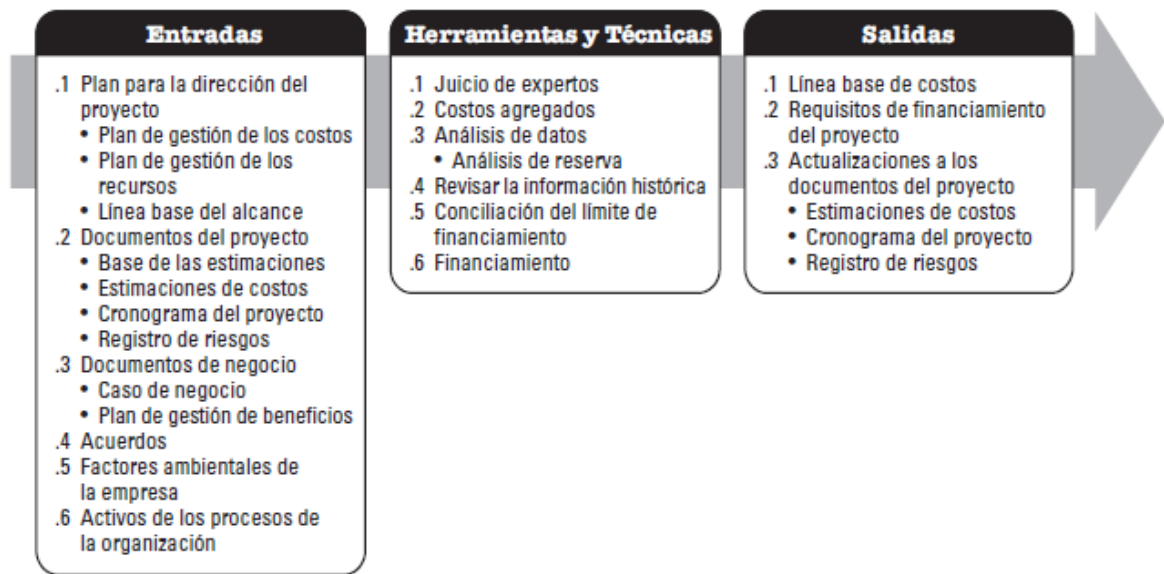 Entradas
.1 Plan para la dirección del
proyecto
• Plan de gestión de los costos
• Plan de gestión de los
recursos
• Línea base del alcance
.2 Documentos del proyecto
• Base de las estimaciones
• Estimaciones de costos
• Cronograma del proyecto
• Registro de riesgos
.3 Documentos de negocio
• Caso de negocio
• Plan de gestión de beneficios
.4 Acuerdos
.5 Factores ambientales de
la empresa
.6 Activos de los procesos de
la organización
Herramientas y Técnicas
.1 Juicio de expertos
.2 Costos agregados
.3 Análisis de datos
• Análisis de reserva
.4 Revisar la información histórica
.5 Conciliación del límite de
financiamiento
.6 Financiamiento
Salidas
.1 Línea base de costos
.2 Requisitos de financiamiento
del proyecto
.3 Actualizaciones a los
documentos del proyecto
• Estimaciones de costos
• Cronograma del proyecto
• Registro de riesgos